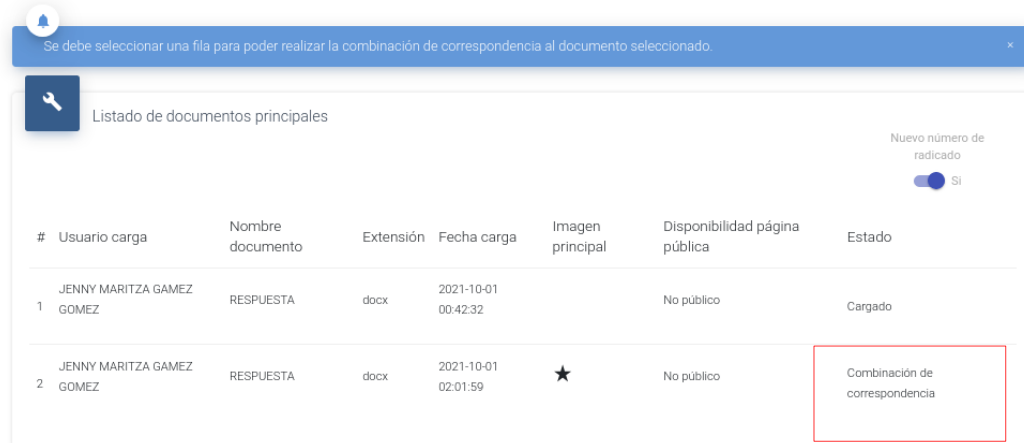 Se debe seleccionar una fila para poder realizar la combinación de correspondencia al documento seleccionado. ×
Listado de documentos principales
Nuevo número de
radicado
Si
# Usuario carga Nombre documento Extensión Fecha carga Imagen principal Disponibilidad página pública Estado
1 JENNY MARITZA GAMEZ GOMEZ RESPUESTA docx 2021-10-01 00:42:32 No público Cargado
2 JENNY MARITZA GAMEZ GOMEZ RESPUESTA docx 2021-10-01 02:01:59 ★ No público Combinación de correspondencia